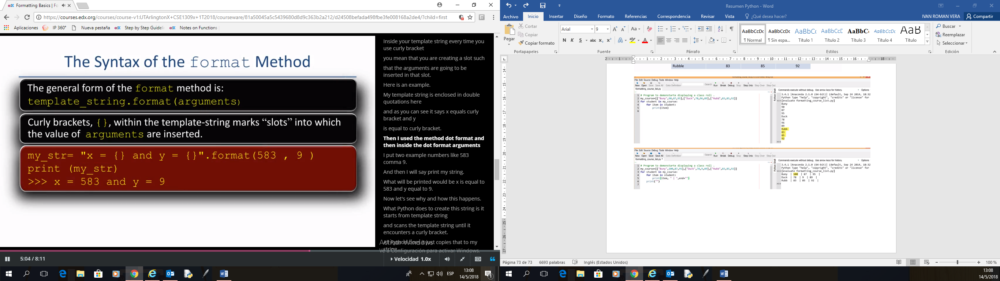 Formatting Basics | Fo
https://courses.edx.org/courses/course-v1:UTArlingtonX+CSE1309x+1T2018/courseware/81a50045a5c5439680d8d9c363b2a212/d24508befada498fbe3fe008168a2de4/?child=first
Aplicaciones IP 360° Nueva pestaña Step by Step Guideli Notes on Functions
The Syntax of the format Method
The general form of the format method is:
template_string.format(arguments)
Curly brackets, {}, within the template-string marks “slots” into which
the value of arguments are inserted.
my_str= "x = {} and y = {}".format(583 , 9 )
print (my_str)
>>> x = 583 and y = 9
Inside your template string every time you
use curly bracket
you mean that you are creating a slot such
that the arguments are going to be
inserted in that slot.
Here is an example.
My template string is enclosed in double
quotations here
and as you can see it says x equals curly
bracket and y
is equal to curly bracket.
Then I used the method dot format and
then inside the dot format arguments
I put two example numbers like 583
comma 9.
And then I will say print my string.
What will be printed would be x is equal to
583 and y equal to 9.
Now let's see why and how this happens.
What Python does to create this string is it
starts from template string
and scans the template string until it
encounters a curly bracket.
All Python does it just copies that to my
string
Activar Windows
Ve a Configuración para activar Windows.
5:04 / 8:11
Velocidad 1.0x
ESP
13:08
14/5/2018
Resumen Python - Word
Archivo Inicio Insertar Diseño Formato Referencias Correspondencia Revisar Vista ¿Qué desea hacer? IVAN ROMAN VERA Compartir
Pegar
Cortar
Copiar
Copiar formato
Portapapeles
Arial 9
N K S abc x₂ x²
Fuente
Párrafo
AaBbCcDc AaBbCcDc AaBbC AaBbCcC AaBbC AaBbCcDc AaB
¶ Normal ¶ Sin espa... Título 1 Título 2 Título 3 Título 4 Título
Estilos
Buscar
Reemplazar
Seleccionar
Edición
Rubble 83 85 92
File Edit Source Debug Tools Window Help
New Open Save Save All Goto Definition Search Run Break Debug Stop Step Into Step Over Step Out
formatting_course_list.py
1 # Program to demonstarte displaying a class roll .
2 my_course=[["Buny",90,87,95],["Duck",78,96,89],["Rubb",83,85,92]]
3 for student in my_course:
4 for item in student:
5 print(item)
6
Python Shell
Commands execute without debug. Use arrow keys for history. Options
3.4.1 |Anaconda 2.1.0 (64-bit)| (default, Sep 24 2014, 18:32
Python Type "help", "copyright", "credits" or "license" for
>>> [evaluate formatting_course_list.py]
Buny
90
87
95
Duck
78
96
89
Rubb
83
85
92
>>>
File Edit Source Debug Tools Window Help
New Open Save Save All Goto Definition Search Run Break Debug Stop Step Into Step Over Step Out
formatting_course_list.py *
1 # Program to demonstarte displaying a class roll .
2 my_course=[["Buny",100,87,95],["Duck",78,9,89],["Rubb",83,85,92]]
3 for student in my_course:
4 for item in student:
5 print(item, " | ",end="")
6 print("")
7
Python Shell
Commands execute without debug. Use arrow keys for history. Options
3.4.1 |Anaconda 2.1.0 (64-bit)| (default, Sep 24 2014, 18:32
Python Type "help", "copyright", "credits" or "license" for
>>> [evaluate formatting_course_list.py]
Buny | 100 | 87 | 95 |
Duck | 78 | 9 | 89 |
Rubb | 83 | 85 | 92 |
>>>
Página 73 de 73 6693 palabras Inglés (Estados Unidos) 100 %
13:08
14/5/2018